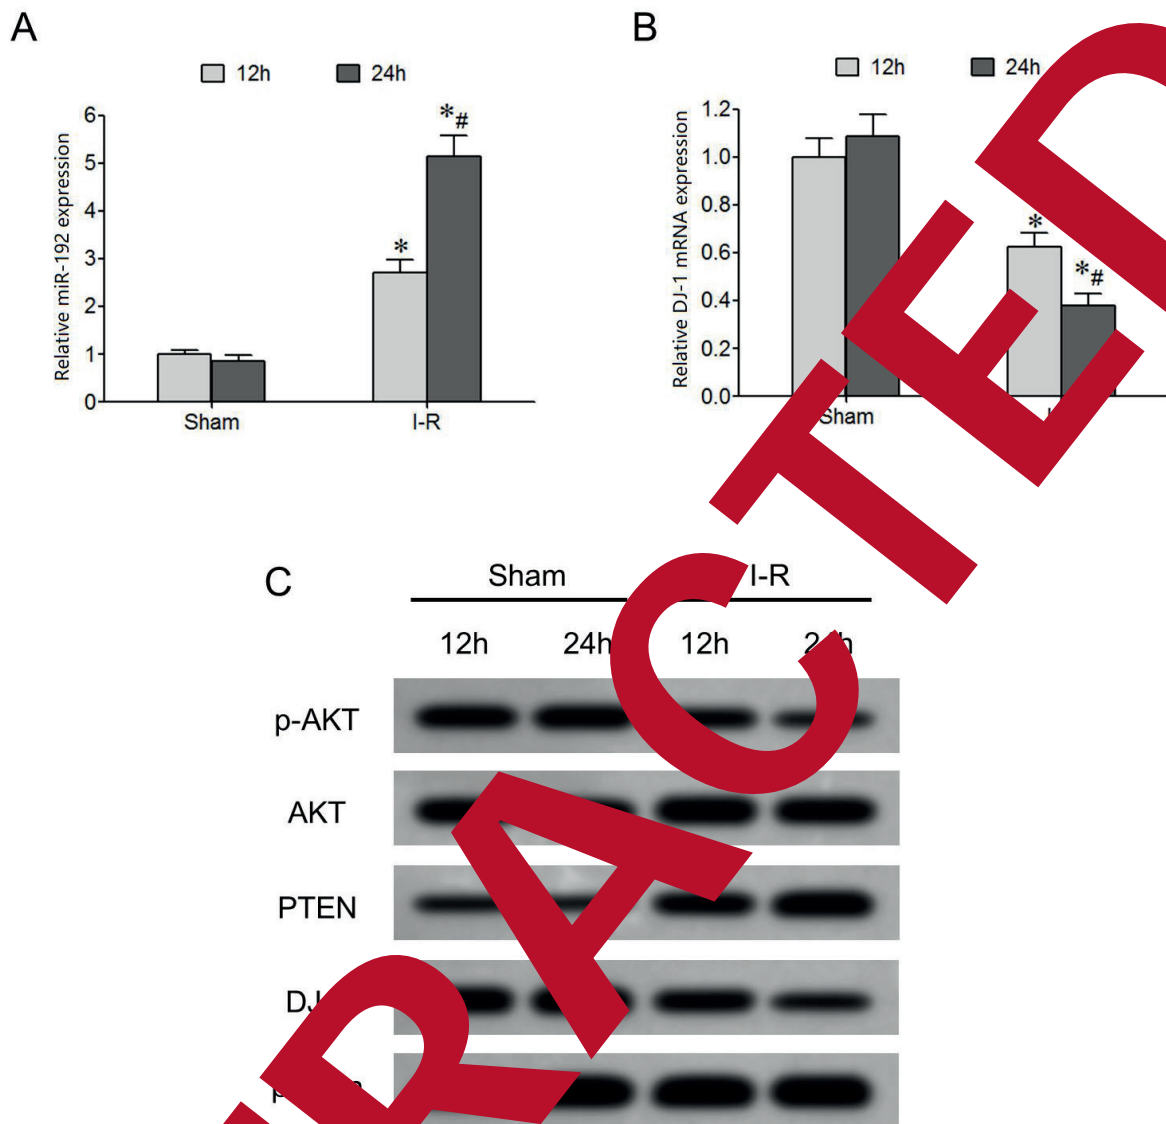 A
12h 24h
Relative miR-192 expression
6
5
4
3
2
1
0
*
*#
Sham I-R
B
12h 24h
Relative DJ-1 mRNA expression
1.2
1.0
0.8
0.6
0.4
0.2
0.0
*
*#
Sham
C
Sham I-R
12h 24h 12h 24h
p-AKT
AKT
PTEN
RACTED